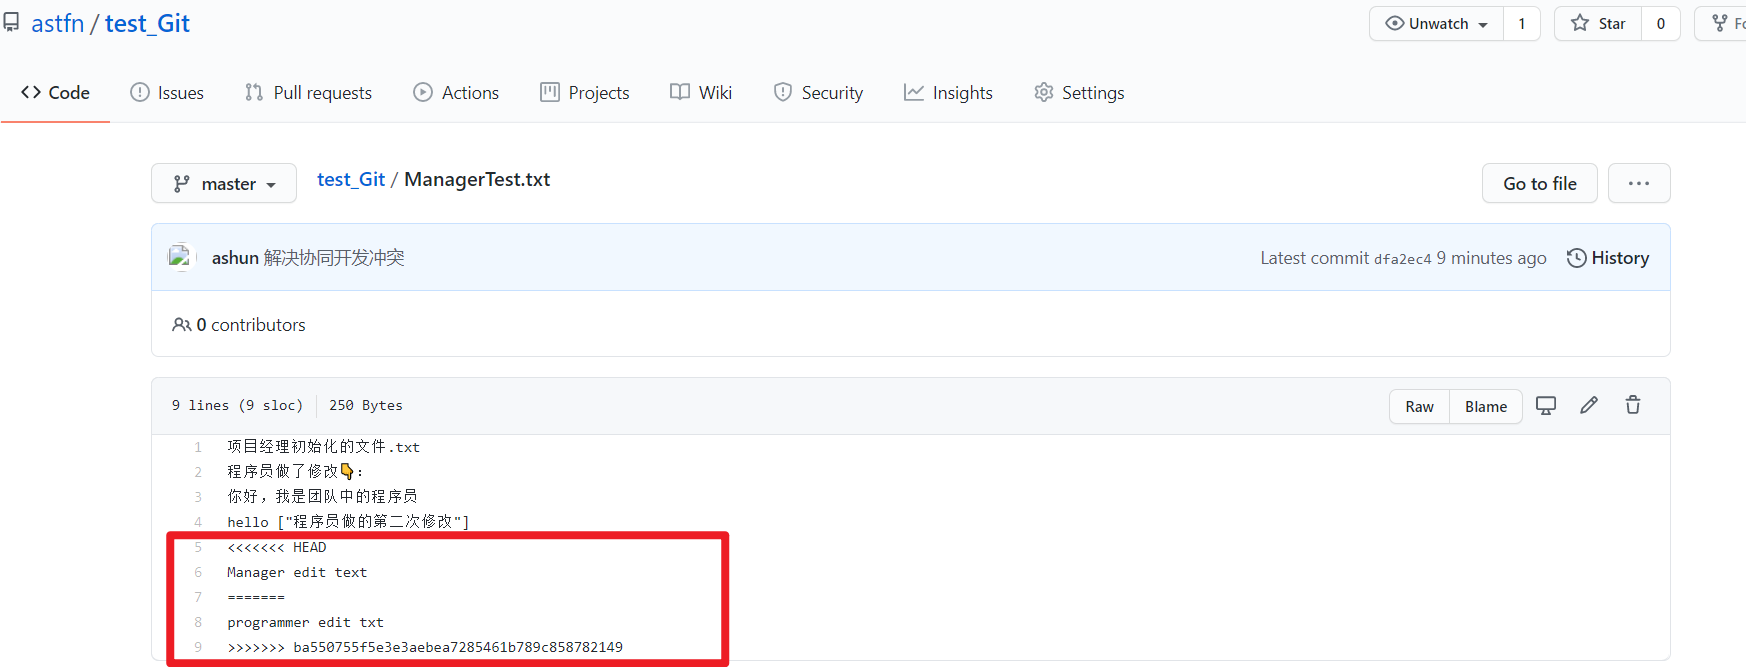 astfn / test_Git
Unwatch 1
Star 0
Code
Issues
Pull requests
Actions
Projects
Wiki
Security
Insights
Settings
master
test_Git / ManagerTest.txt
Go to file
ashun 解决协同开发冲突
Latest commit dfa2ec4 9 minutes ago
History
0 contributors
9 lines (9 sloc) 250 Bytes
Raw
Blame
1 项目经理初始化的文件.txt
2 程序员做了修改👇:
3 你好，我是团队中的程序员
4 hello ["程序员做的第二次修改"]
5 <<<<<<< HEAD
6 Manager edit text
7 =======
8 programmer edit txt
9 >>>>>>> ba550755f5e3e3aebea7285461b789c858782149